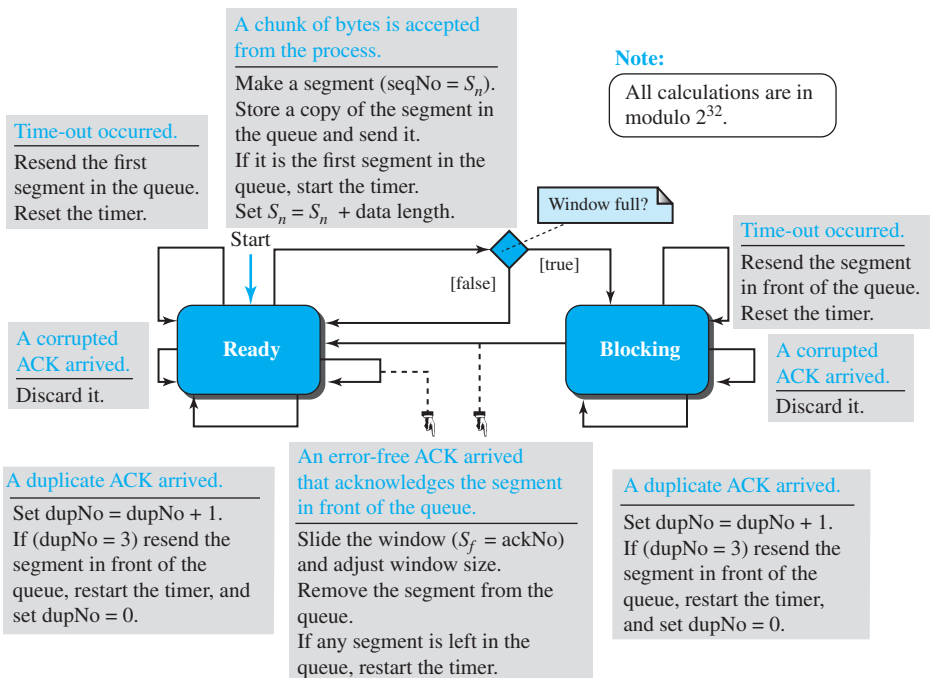 A chunk of bytes is accepted
from the process.
Make a segment (seqNo = Sn).
Store a copy of the segment in
the queue and send it.
If it is the first segment in the
queue, start the timer.
Set Sn = Sn + data length.
Note:
All calculations are in
modulo 2^32.
Time-out occurred.
Resend the first
segment in the queue.
Reset the timer.
Window full?
Start
[false]
[true]
Time-out occurred.
Resend the segment
in front of the queue.
Reset the timer.
A corrupted
ACK arrived.
Discard it.
Ready
Blocking
A corrupted
ACK arrived.
Discard it.
A duplicate ACK arrived.
Set dupNo = dupNo + 1.
If (dupNo = 3) resend the
segment in front of the
queue, restart the timer, and
set dupNo = 0.
An error-free ACK arrived
that acknowledges the segment
in front of the queue.
Slide the window (Sf = ackNo)
and adjust window size.
Remove the segment from the
queue.
If any segment is left in the
queue, restart the timer.
A duplicate ACK arrived.
Set dupNo = dupNo + 1.
If (dupNo = 3) resend the
segment in front of the
queue, restart the timer,
and set dupNo = 0.